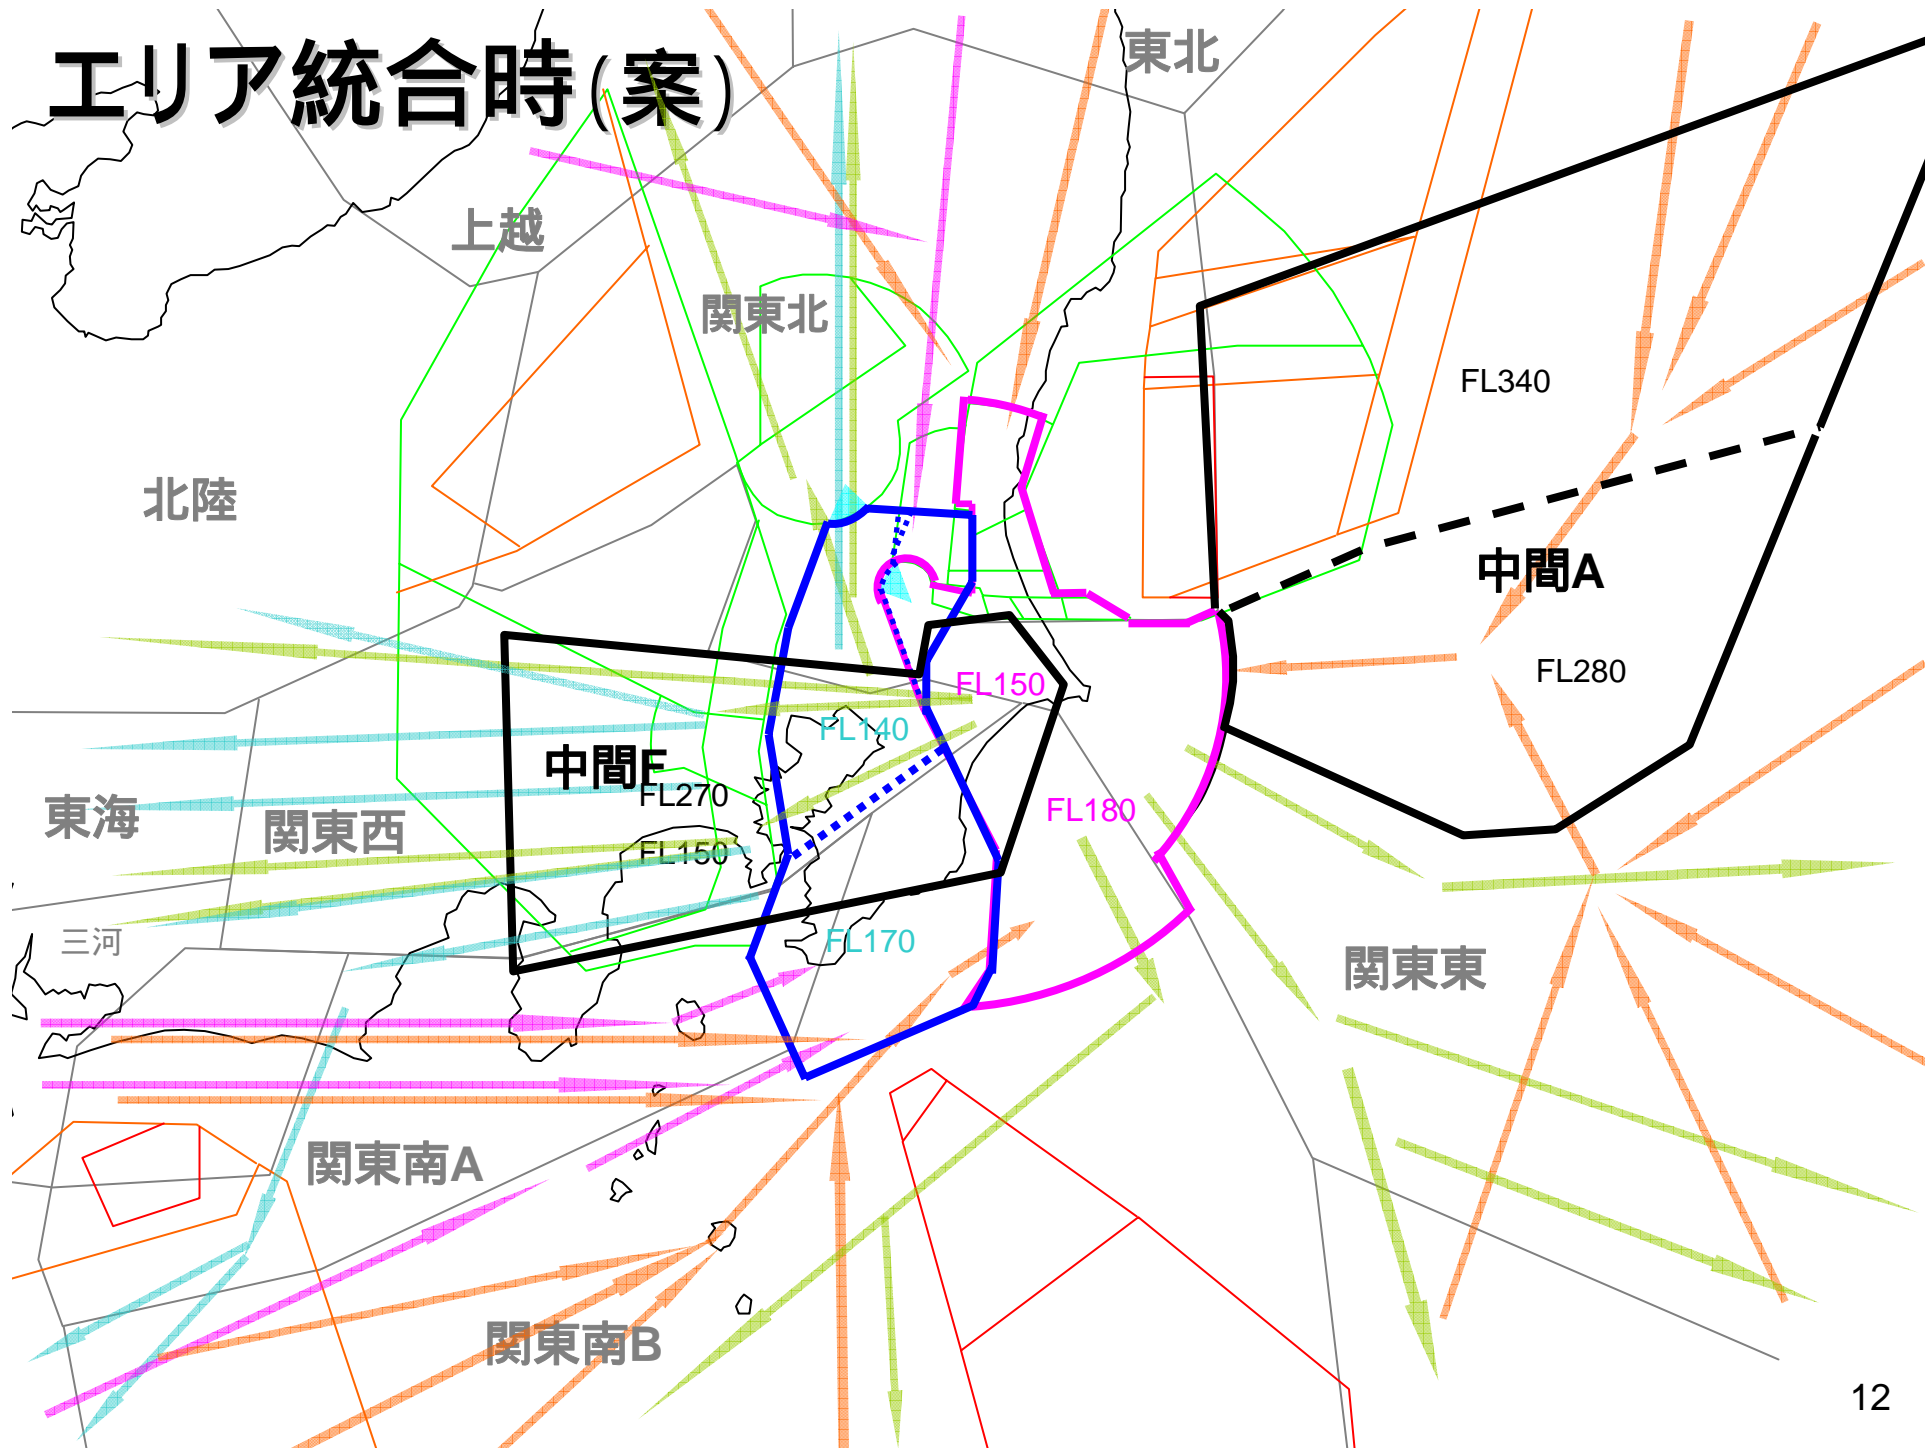 エリア統合時(案)
東北
上越
関東北
FL340
北陸
中間A
FL280
FL150
FL140
中間F
FL270
東海
関東西
FL180
FL150
三河
FL170
関東東
関東南A
関東南B
12